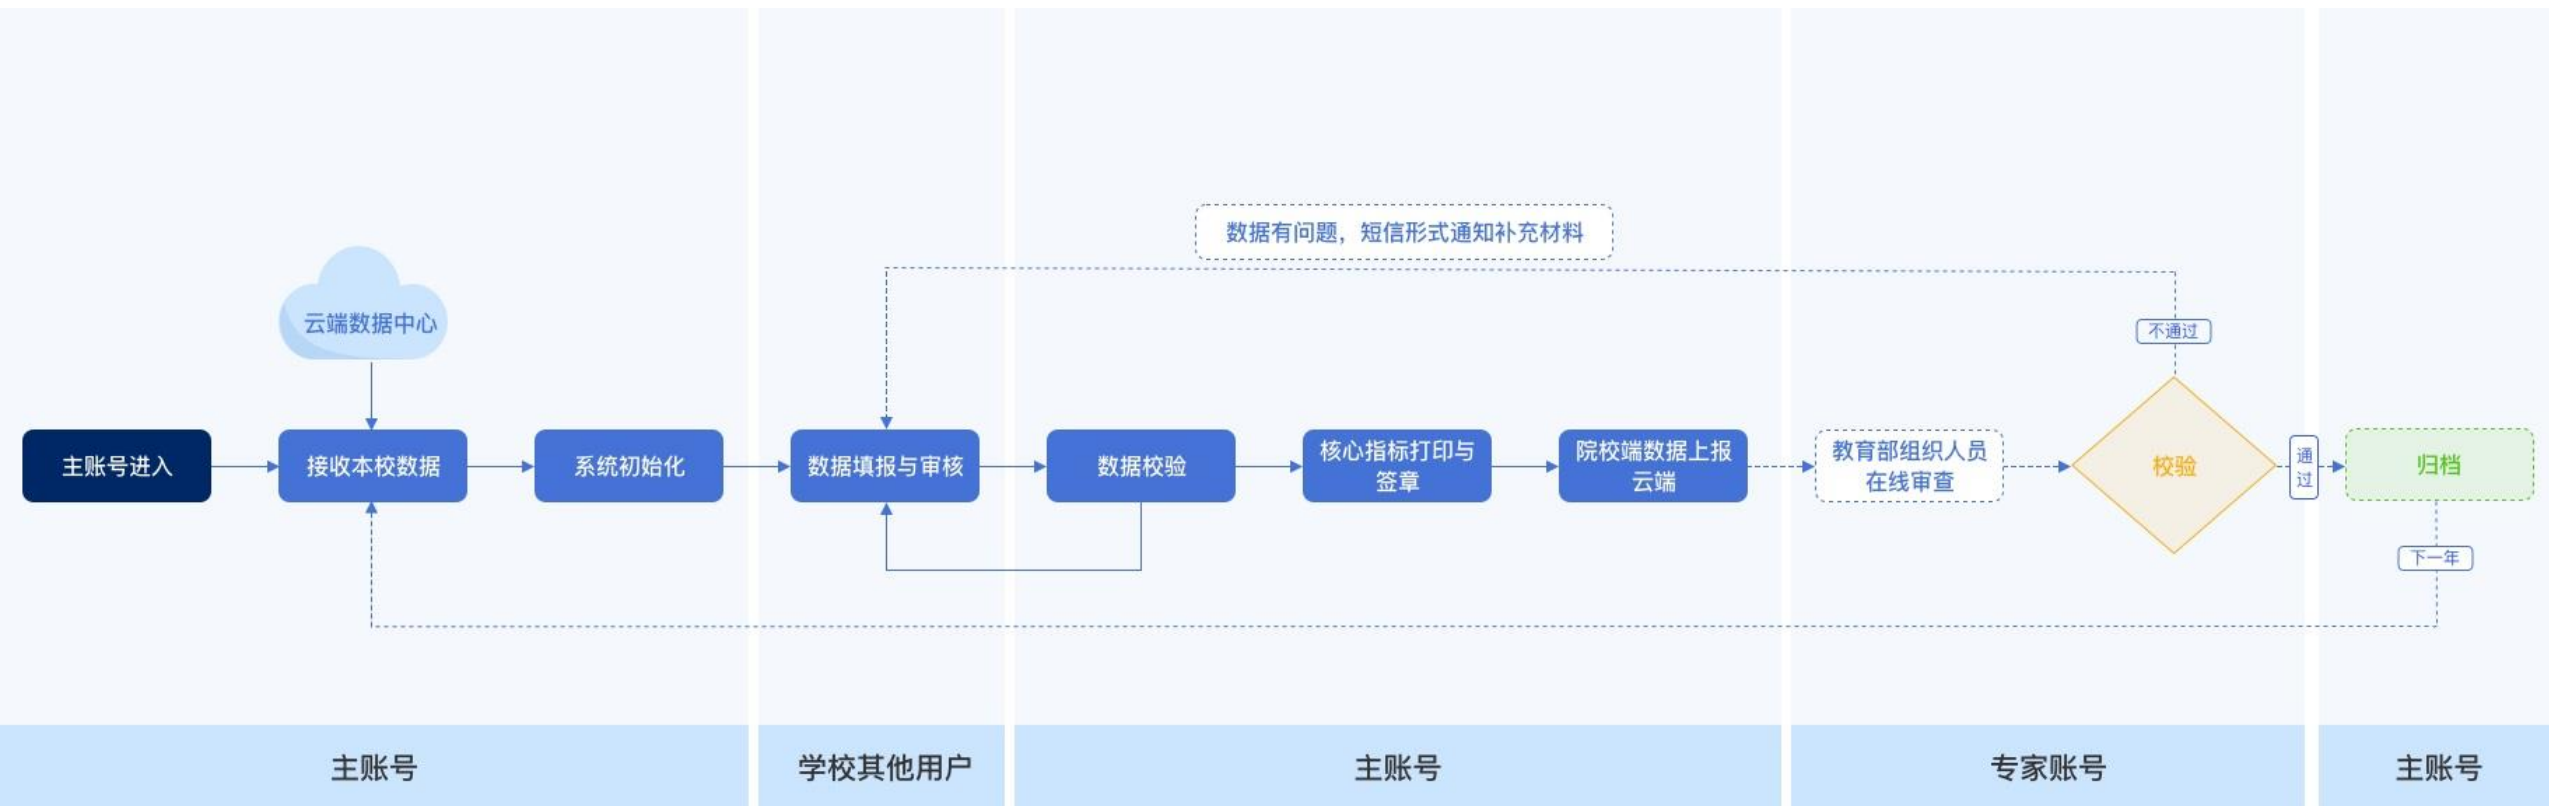 数据有问题，短信形式通知补充材料
云端数据中心
不通过
主账号进入
接收本校数据
系统初始化
数据填报与审核
数据校验
核心指标打印与
签章
院校端数据上报
云端
教育部组织人员
在线审查
校验
通
过
归档
下一年
主账号
学校其他用户
主账号
专家账号
主账号